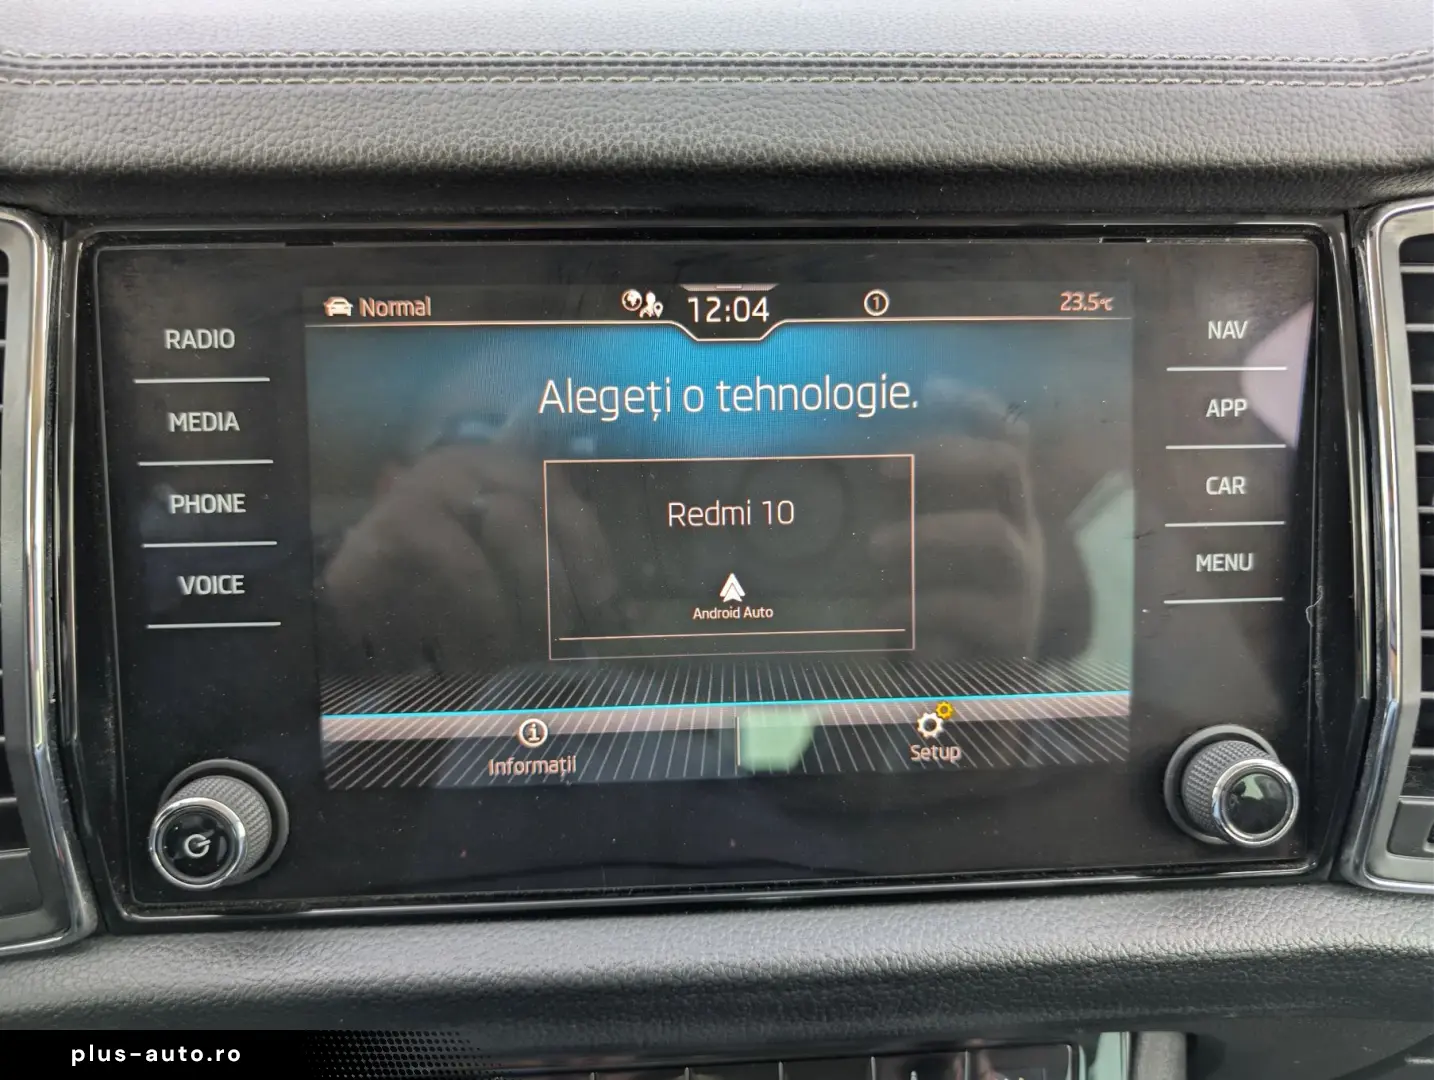 Normal
12:04
1
23.5°C
RADIO
MEDIA
PHONE
VOICE
Alegeți o tehnologie.
Redmi 10
Android Auto
Informații
Setup
NAV
APP
CAR
MENU
plus-auto.ro